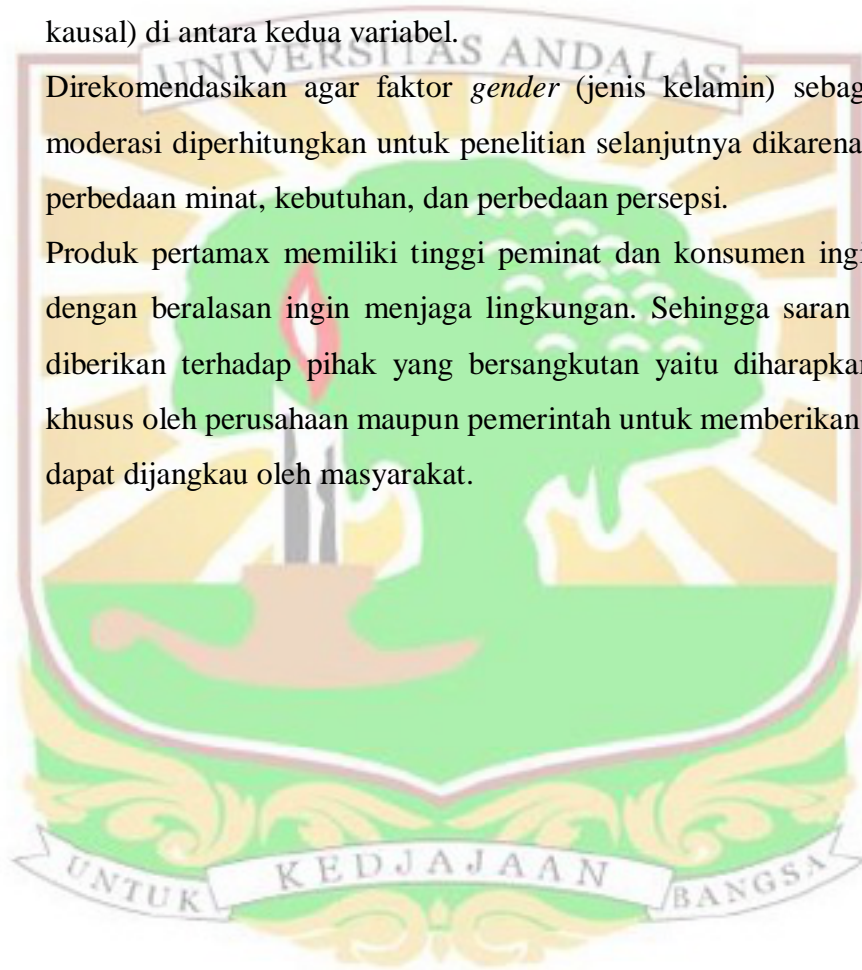 kausal) di antara kedua variabel.
UNIVERSITAS ANDALAS
Direkomendasikan agar faktor gender (jenis kelamin) sebag
moderasi diperhitungkan untuk penelitian selanjutnya dikarena
perbedaan minat, kebutuhan, dan perbedaan persepsi.
Produk pertamax memiliki tinggi peminat dan konsumen ingi
dengan beralasan ingin menjaga lingkungan. Sehingga saran
diberikan terhadap pihak yang bersangkutan yaitu diharapkan
khusus oleh perusahaan maupun pemerintah untuk memberikan
dapat dijangkau oleh masyarakat.
UNTUK KEDJAJAAN BANGSA